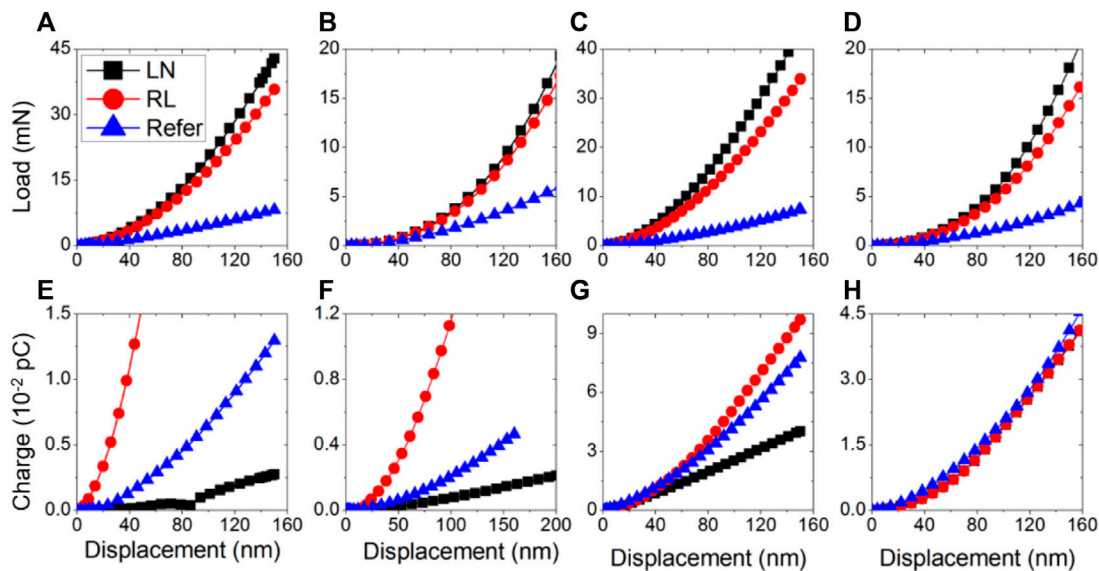 A B C D
45 20 40 20
LN
RL
Refer
30 15 30 15
15 10 20 10
5 10 5
0 0 0 0
Load (mN)
0 40 80 120 160 0 40 80 120 160 0 40 80 120 160 0 40 80 120 160
E F G H
1.5 1.2 9 4.5
1.0 0.8 6 3.0
0.5 0.4 3 1.5
0.0 0.0 0 0.0
Charge (10⁻² pC)
0 40 80 120 160 0 50 100 150 200 0 40 80 120 160 0 40 80 120 160
Displacement (nm) Displacement (nm) Displacement (nm) Displacement (nm)